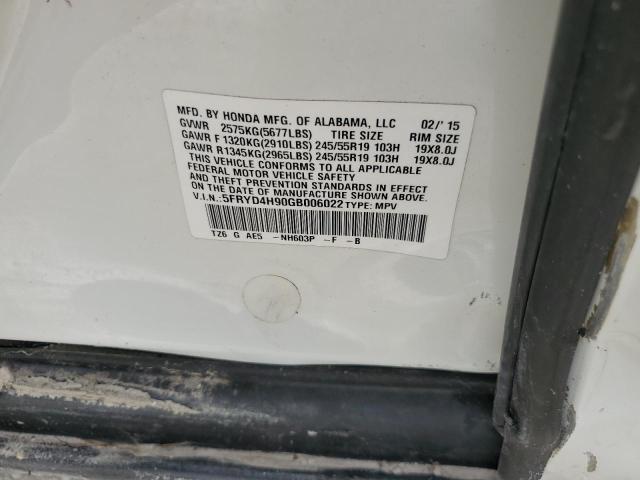 MFD. BY HONDA MFG. OF ALABAMA, LLC 02/' 15
GVWR 2575KG(5677LBS) TIRE SIZE RIM SIZE
GAWR F 1320KG(2910LBS) 245/55R19 103H 19X8.0J
GAWR R1345KG(2965LBS) 245/55R19 103H 19X8.0J
THIS VEHICLE CONFORMS TO ALL APPLICABLE
FEDERAL MOTOR VEHICLE SAFETY
AND THEFT PREVENTION STANDARDS IN EFFECT
ON THE DATE OF MANUFACTURE SHOWN ABOVE.
V.I.N.:5FRYD4H90GB006022 TYPE: MPV
TZ6 G AE5 -NH603P -F -B